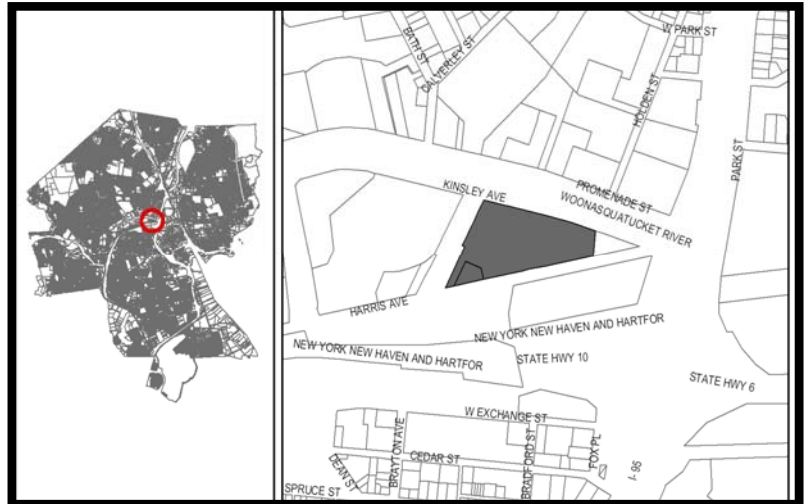 W PARK ST
BATH ST
CALVERLEY ST
HOLDEN ST
PARK ST
KINSLEY AVE
PROMENADE ST
WOONASQUATUCKET RIVER
HARRIS AVE
NEW YORK NEW HAVEN AND HARTFOR
NEW YORK NEW HAVEN AND HARTFOR
STATE HWY 10
STATE HWY 6
W EXCHANGE ST
BRAYTON AVE
BRADFORD ST
FOX PL
CEDAR ST
DEAN ST
I- 95
SPRUCE ST